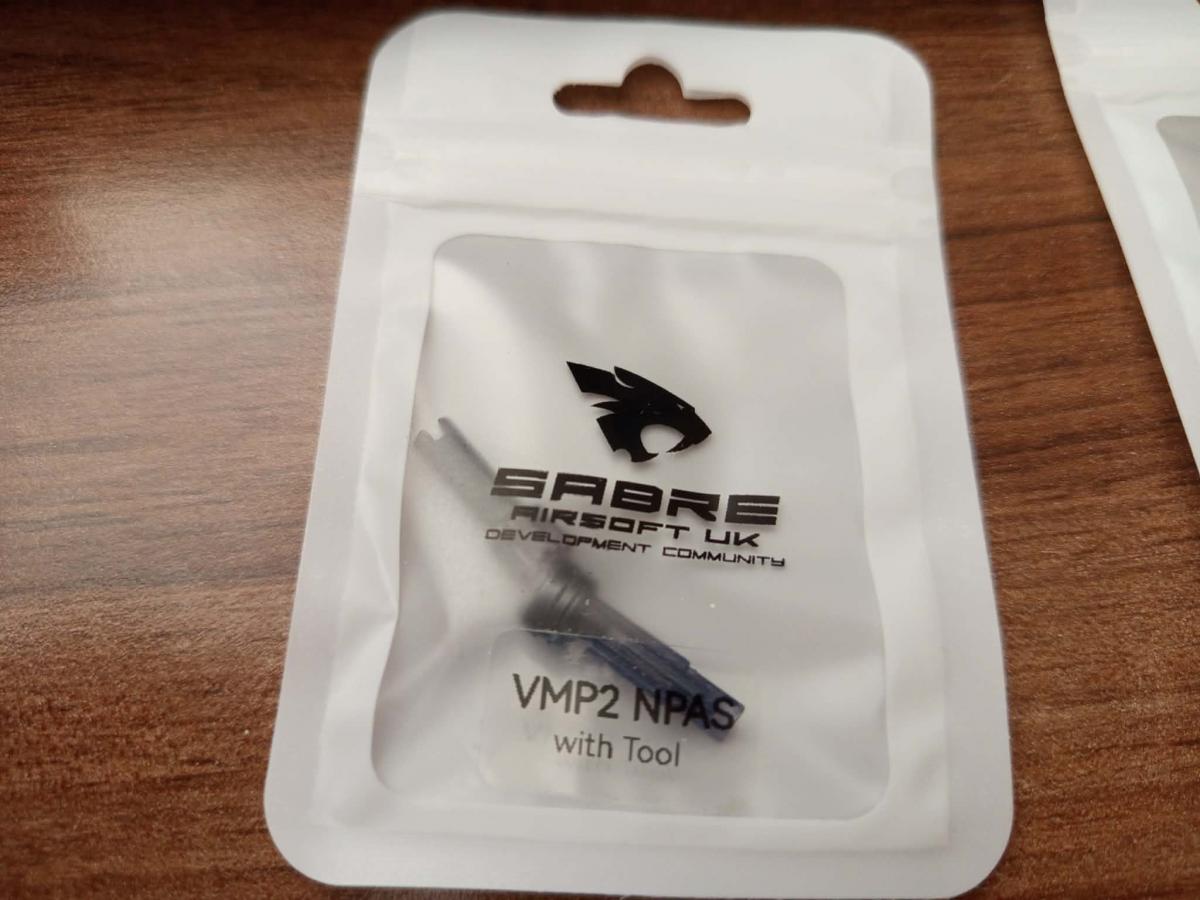 SABRE
AIRSOFT UK
DEVELOPMENT COMMUNITY
VMP2 NPAS
with Tool